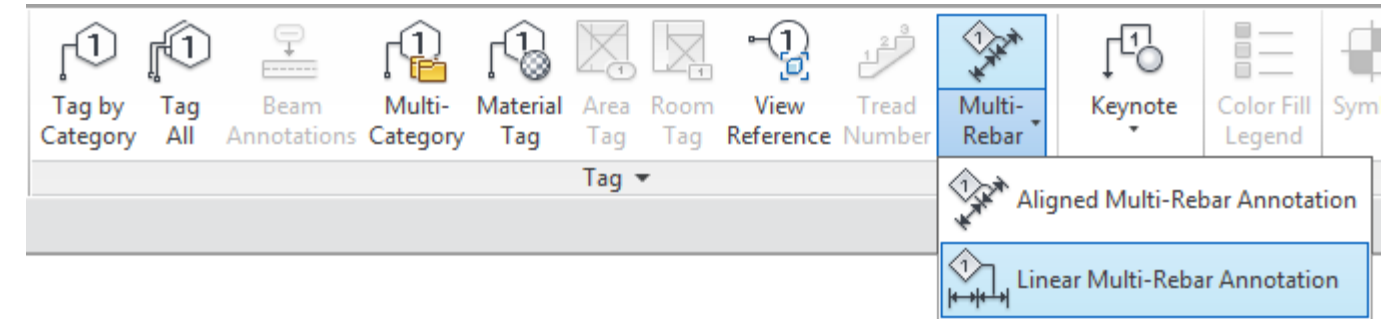 Tag by Category
Tag All
Beam Annotations
Multi-Category
Material Tag
Area Tag
Room Tag
View Reference
Tread Number
Multi-Rebar
Keynote
Color Fill Legend
Tag
Aligned Multi-Rebar Annotation
Linear Multi-Rebar Annotation